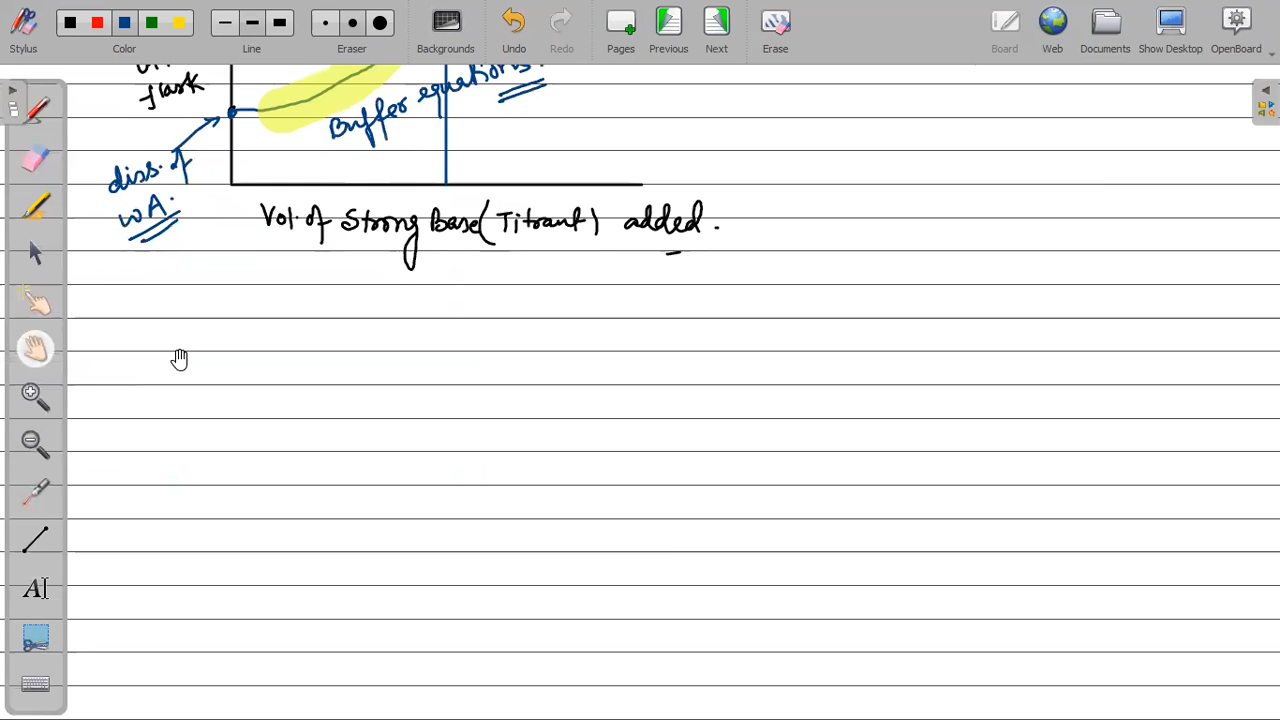 Stylus
Color
Line
Eraser
Backgrounds
Undo
Redo
Pages
Previous
Next
Erase
Board
Web
Documents
Show Desktop
OpenBoard
flask
Buffer equations.
diss. of
WA.
Vol. of Strong Base (Titrant) added.
AI